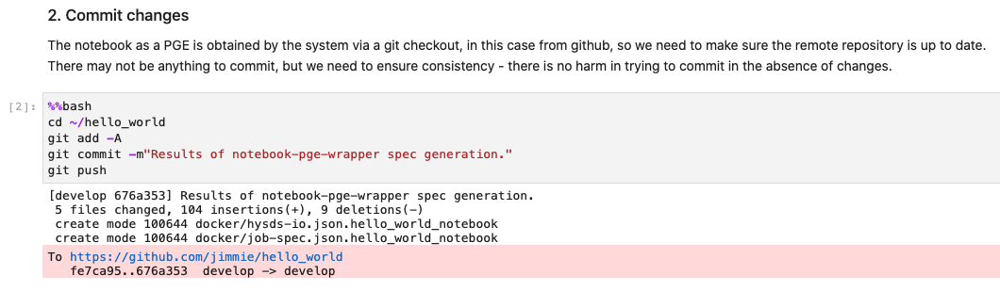 2. Commit changes
The notebook as a PGE is obtained by the system via a git checkout, in this case from github, so we need to make sure the remote repository is up to date.
There may not be anything to commit, but we need to ensure consistency - there is no harm in trying to commit in the absence of changes.
[2]: %%bash
cd ~/hello_world
git add -A
git commit -m"Results of notebook-pge-wrapper spec generation."
git push
[develop 676a353] Results of notebook-pge-wrapper spec generation.
5 files changed, 104 insertions(+), 9 deletions(-)
create mode 100644 docker/hysds-io.json.hello_world_notebook
create mode 100644 docker/job-spec.json.hello_world_notebook
To https://github.com/jimmie/hello_world
fe7ca95..676a353  develop -> develop